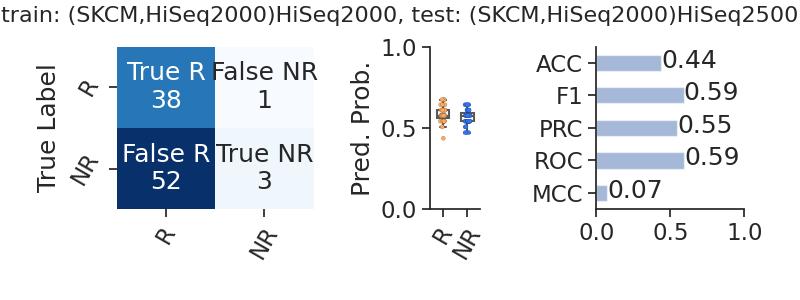 train: (SKCM,HiSeq2000)HiSeq2000, test: (SKCM,HiSeq2000)HiSeq2500
True Label
R
NR
True R
38
False NR
1
False R
52
True NR
3
R
NR
Pred. Prob.
1.0
0.5
0.0
R
NR
ACC
0.44
F1
0.59
PRC
0.55
ROC
0.59
MCC
0.07
0.0
0.5
1.0